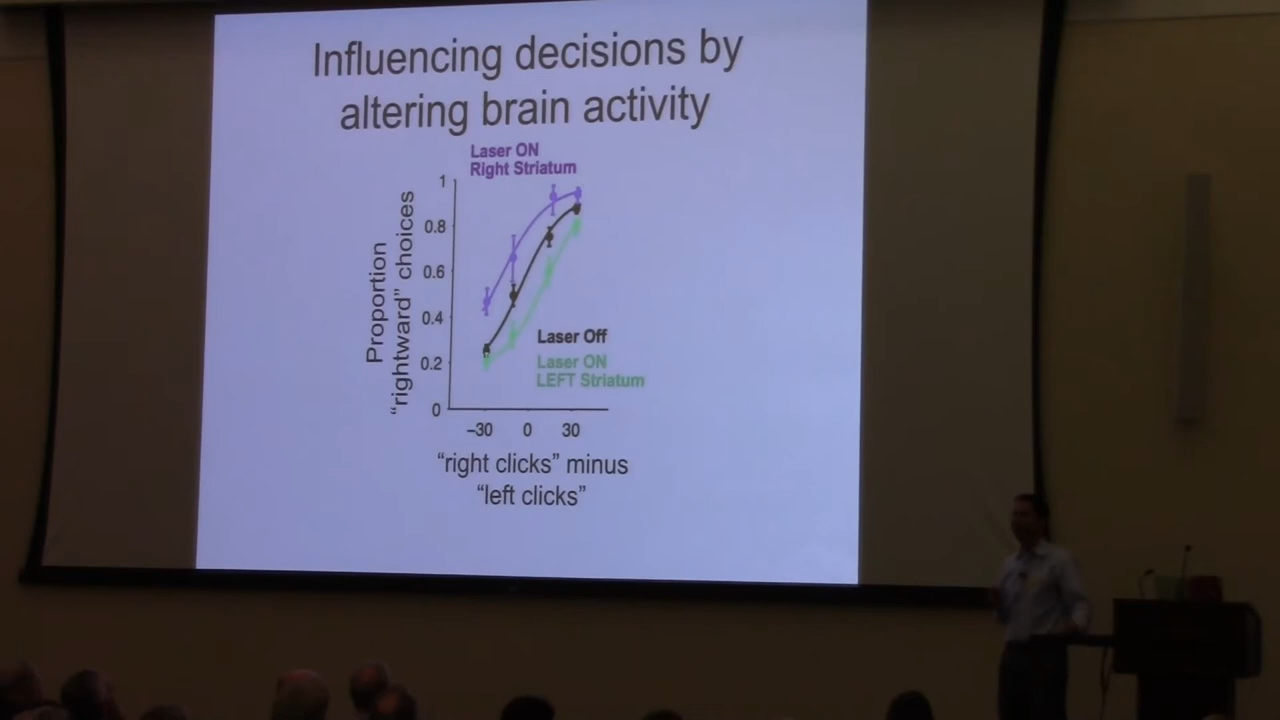 Influencing decisions by
altering brain activity
Laser ON
Right Striatum
1
0.8
0.6
0.4
0.2
0
Proportion
“rightward” choices
Laser Off
Laser ON
LEFT Striatum
–30 0 30
“right clicks” minus
“left clicks”